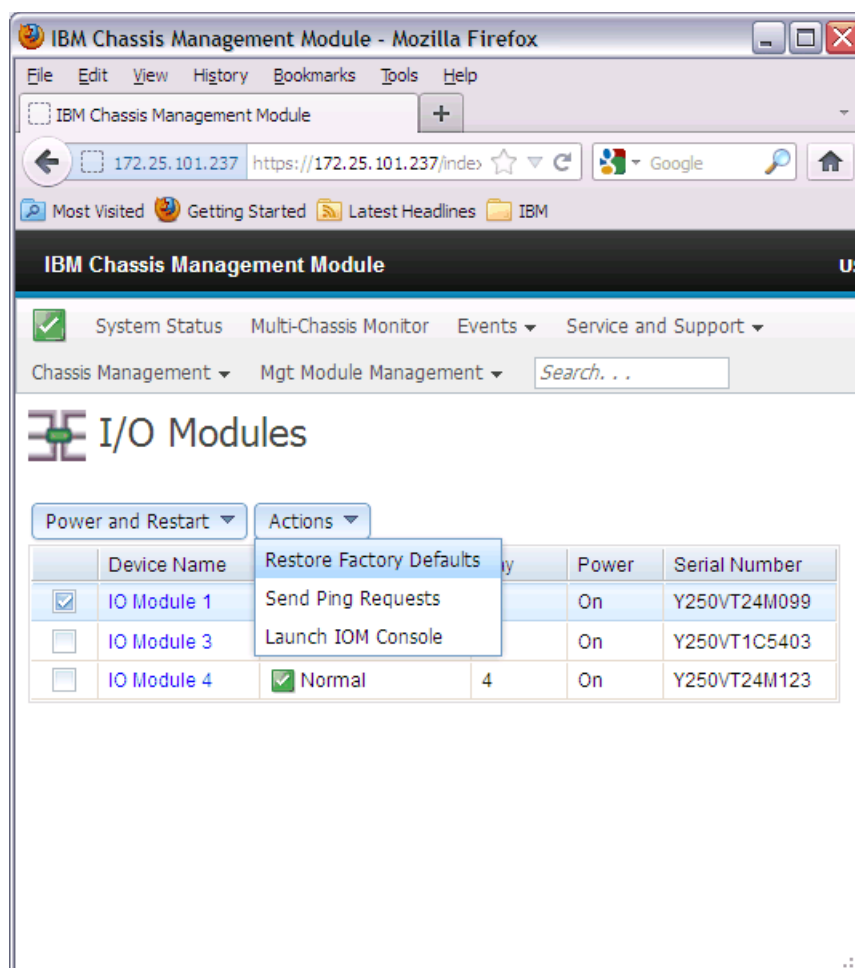 IBM Chassis Management Module - Mozilla Firefox
File Edit View History Bookmarks Tools Help
IBM Chassis Management Module
172.25.101.237 https://172.25.101.237/index Google
Most Visited Getting Started Latest Headlines IBM
IBM Chassis Management Module
System Status Multi-Chassis Monitor Events Service and Support
Chassis Management Mgt Module Management Search. . .
I/O Modules
Power and Restart Actions
Device Name Power Serial Number
Restore Factory Defaults
Send Ping Requests
Launch IOM Console
IO Module 1 On Y250VT24M099
IO Module 3 On Y250VT1C5403
IO Module 4 Normal 4 On Y250VT24M123